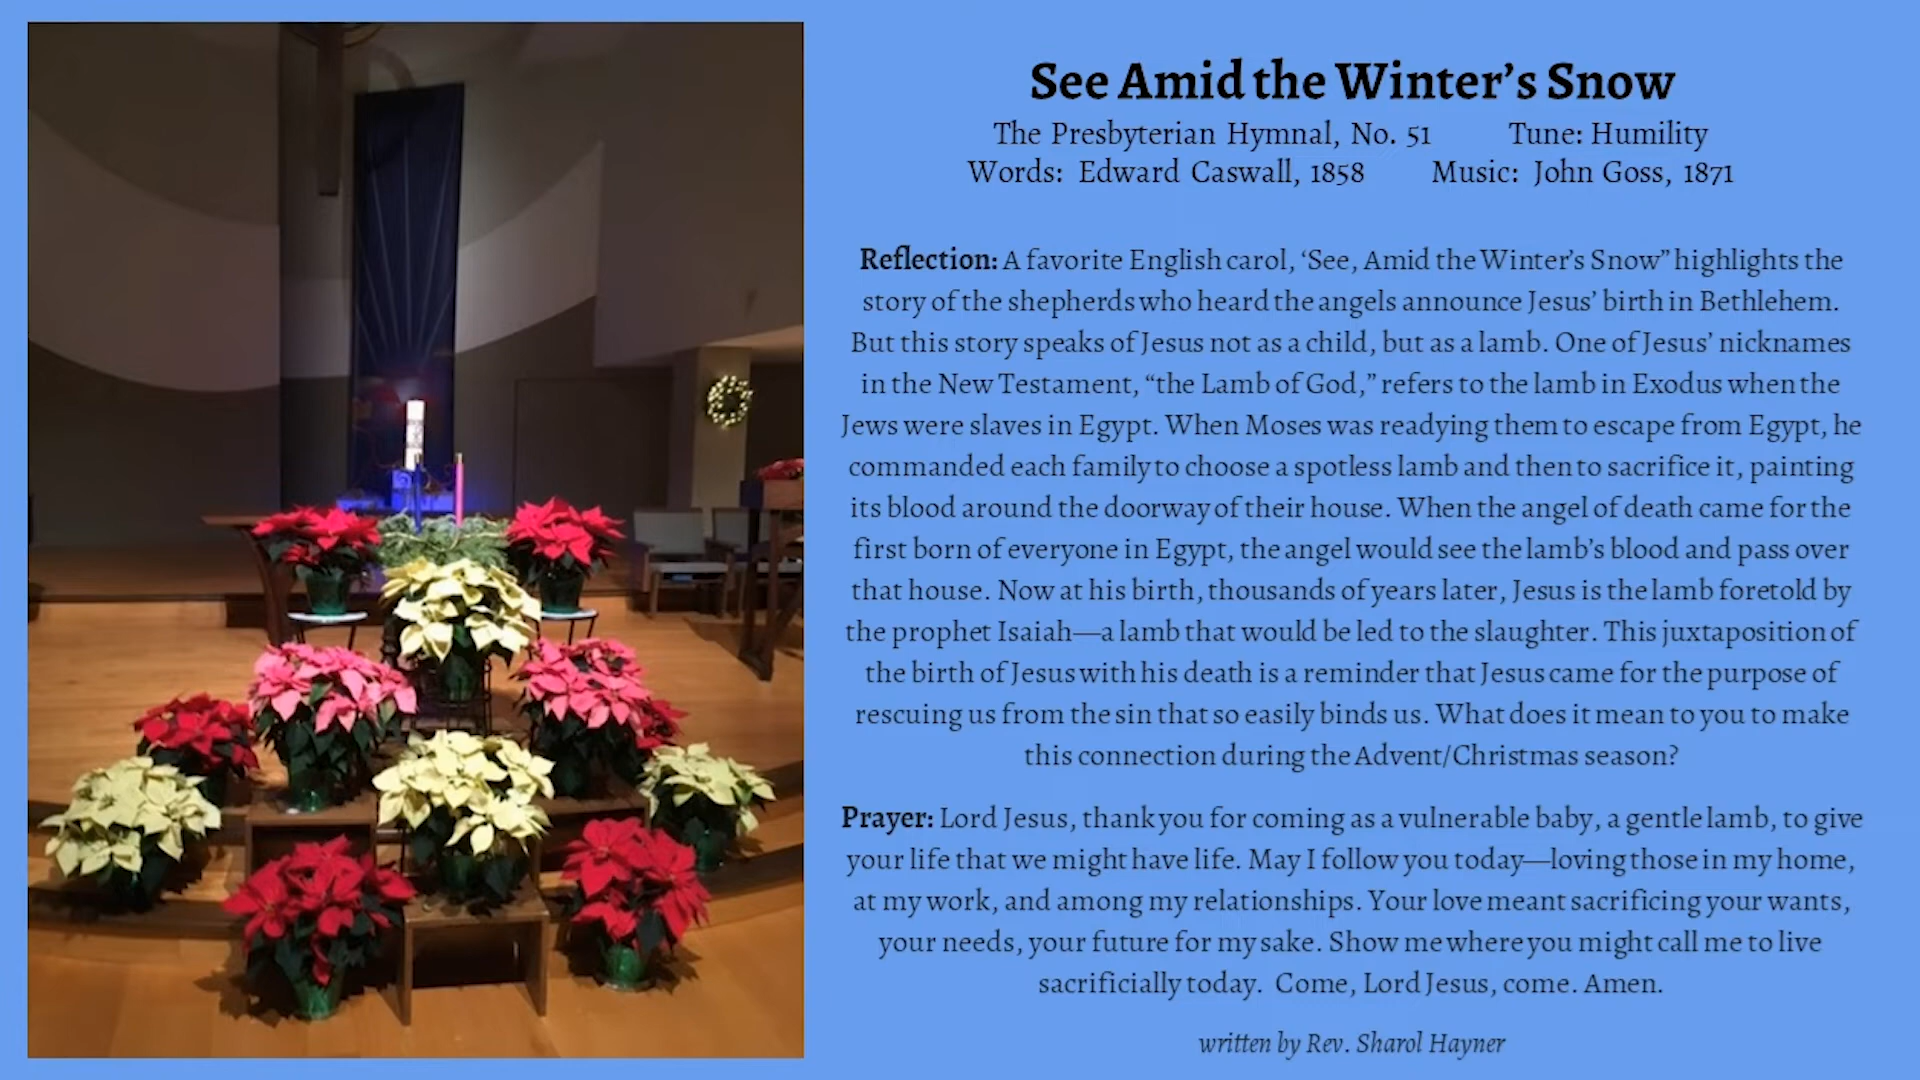 See Amid the Winter’s Snow
The Presbyterian Hymnal, No. 51 Tune: Humility
Words: Edward Caswall, 1858 Music: John Goss, 1871
Reflection: A favorite English carol, ‘See, Amid the Winter’s Snow” highlights the
story of the shepherds who heard the angels announce Jesus’ birth in Bethlehem.
But this story speaks of Jesus not as a child, but as a lamb. One of Jesus’ nicknames
in the New Testament, “the Lamb of God,” refers to the lamb in Exodus when the
Jews were slaves in Egypt. When Moses was readying them to escape from Egypt, he
commanded each family to choose a spotless lamb and then to sacrifice it, painting
its blood around the doorway of their house. When the angel of death came for the
first born of everyone in Egypt, the angel would see the lamb’s blood and pass over
that house. Now at his birth, thousands of years later, Jesus is the lamb foretold by
the prophet Isaiah—a lamb that would be led to the slaughter. This juxtaposition of
the birth of Jesus with his death is a reminder that Jesus came for the purpose of
rescuing us from the sin that so easily binds us. What does it mean to you to make
this connection during the Advent/Christmas season?
Prayer: Lord Jesus, thank you for coming as a vulnerable baby, a gentle lamb, to give
your life that we might have life. May I follow you today—loving those in my home,
at my work, and among my relationships. Your love meant sacrificing your wants,
your needs, your future for my sake. Show me where you might call me to live
sacrificially today. Come, Lord Jesus, come. Amen.
written by Rev. Sharol Hayner